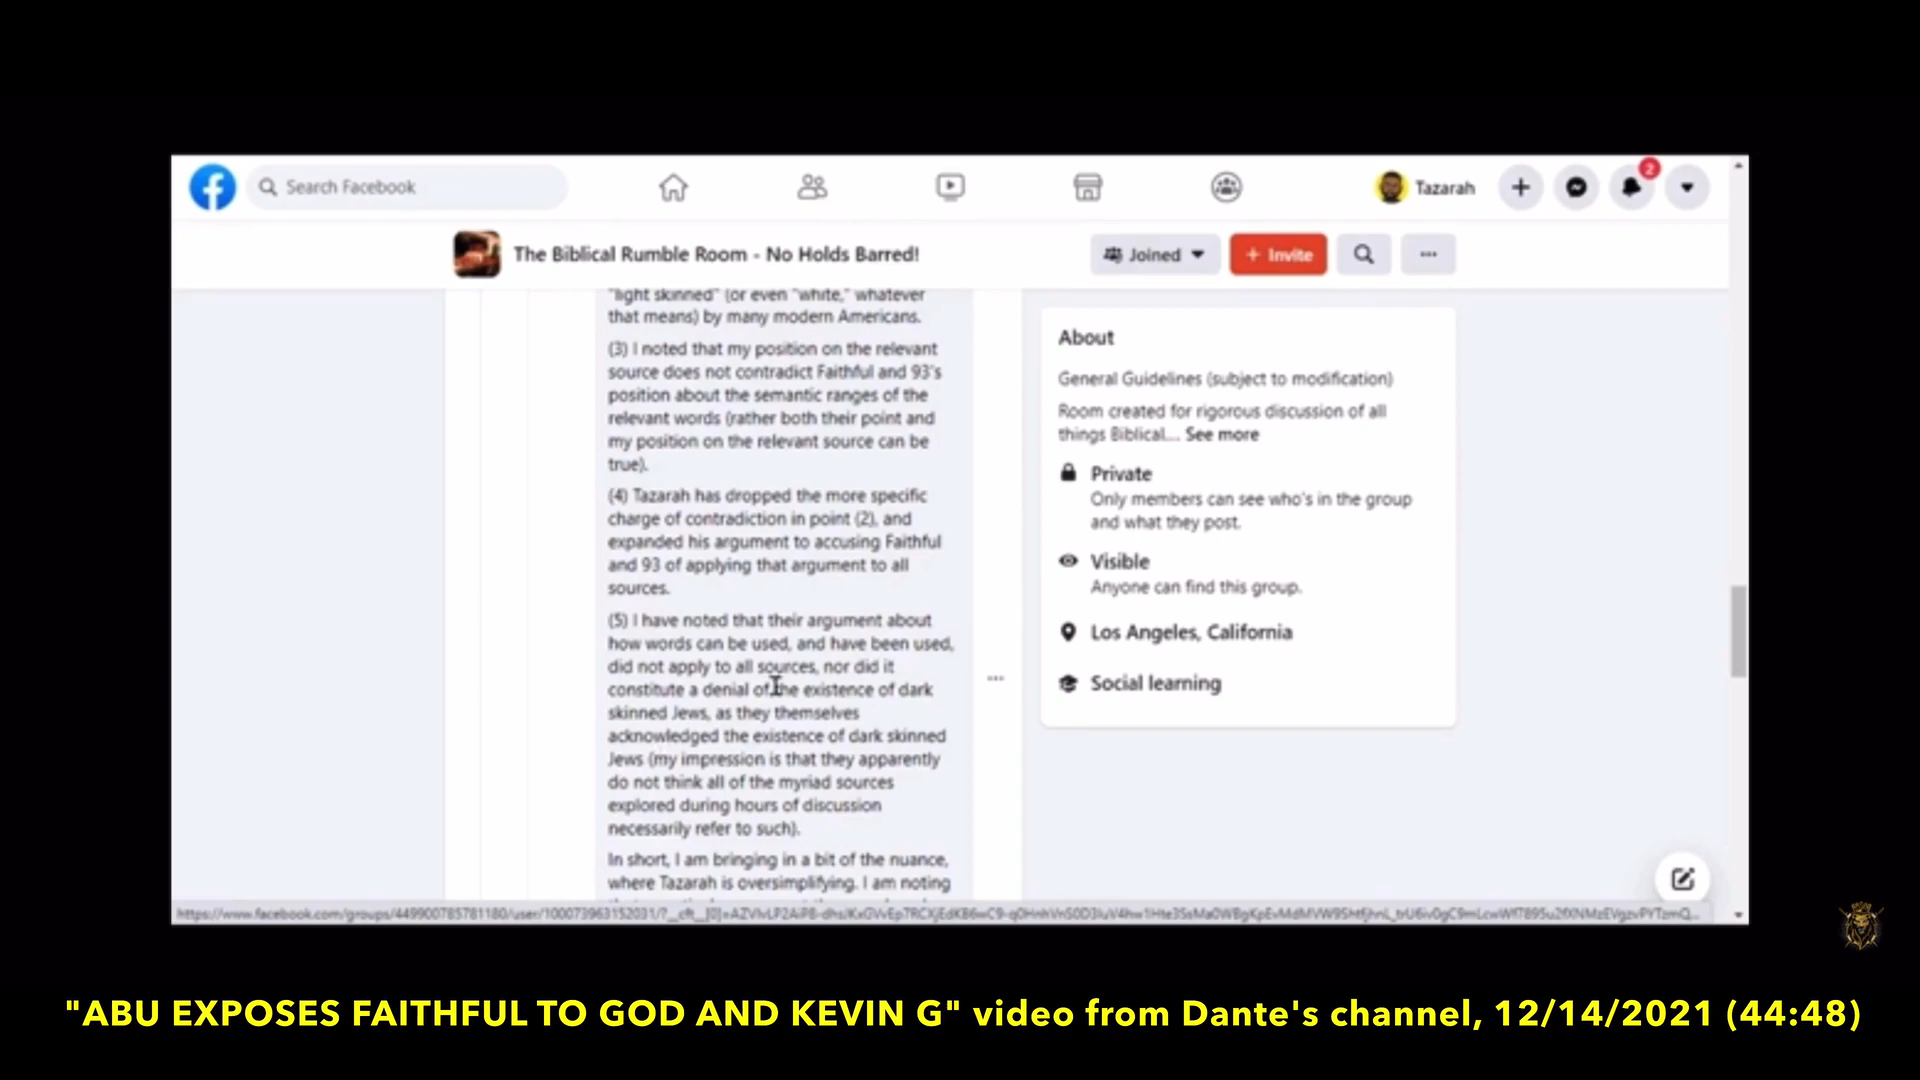 Search Facebook
Tazarah
2
The Biblical Rumble Room - No Holds Barred!
Joined
+ Invite
"light skinned" (or even "white," whatever
that means) by many modern Americans.
(3) I noted that my position on the relevant
source does not contradict Faithful and 93's
position about the semantic ranges of the
relevant words (rather both their point and
my position on the relevant source can be
true).
(4) Tazarah has dropped the more specific
charge of contradiction in point (2), and
expanded his argument to accusing Faithful
and 93 of applying that argument to all
sources.
(5) I have noted that their argument about
how words can be used, and have been used,
did not apply to all sources, nor did it
constitute a denial of the existence of dark
skinned Jews, as they themselves
acknowledged the existence of dark skinned
Jews (my impression is that they apparently
do not think all of the myriad sources
explored during hours of discussion
necessarily refer to such).
In short, I am bringing in a bit of the nuance,
where Tazarah is oversimplifying. I am noting
About
General Guidelines (subject to modification)
Room created for rigorous discussion of all
things Biblical... See more
Private
Only members can see who's in the group
and what they post.
Visible
Anyone can find this group.
Los Angeles, California
Social learning
"ABU EXPOSES FAITHFUL TO GOD AND KEVIN G" video from Dante's channel, 12/14/2021 (44:48)